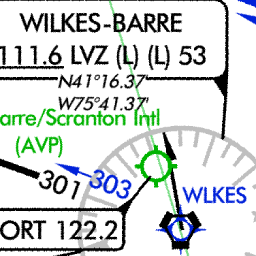 WILKES-BARRE
111.6 LVZ (L) (L) 53
N41°16.37'
W75°41.37'
arre/Scranton Intl
(AVP)
301
303
WLKES
ORT 122.2